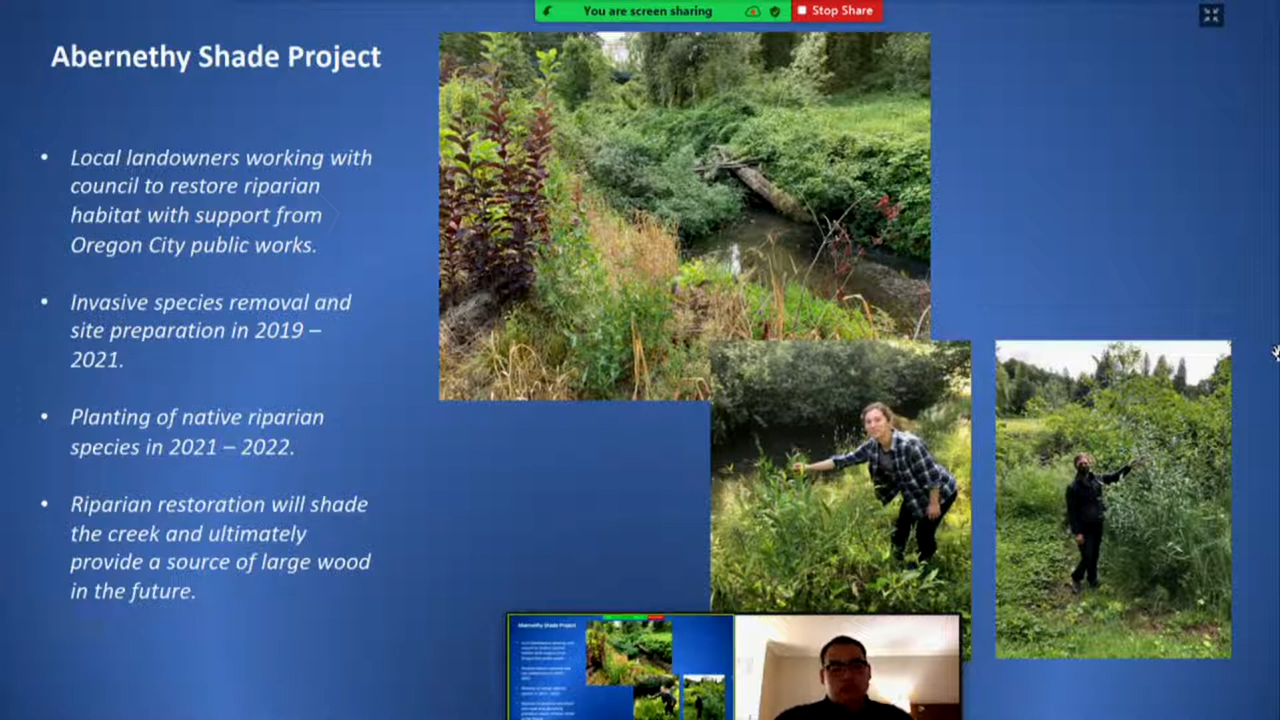 You are screen sharing
Stop Share
Abernethy Shade Project
• Local landowners working with
council to restore riparian
habitat with support from
Oregon City public works.
• Invasive species removal and
site preparation in 2019 –
2021.
• Planting of native riparian
species in 2021 – 2022.
• Riparian restoration will shade
the creek and ultimately
provide a source of large wood
in the future.
Abernethy Shade Project